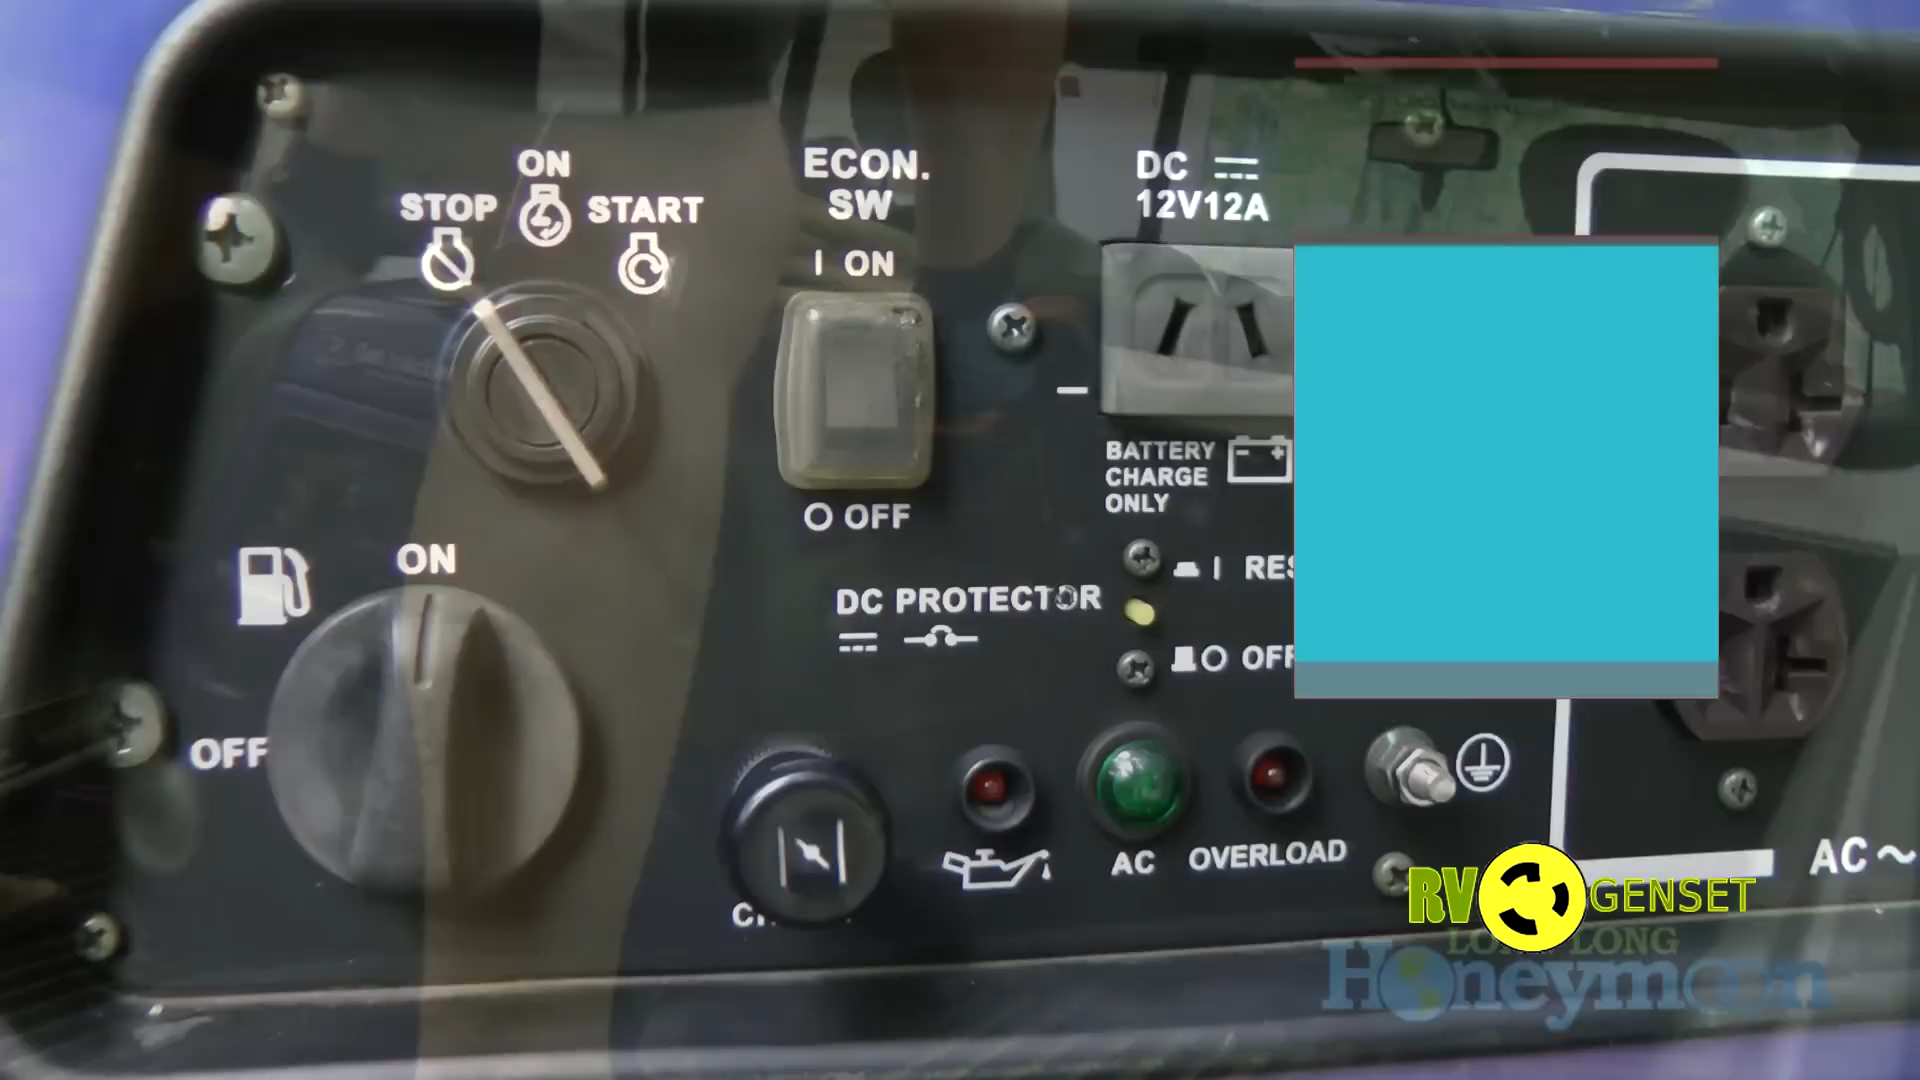 ON
STOP
START
ECON.
SW
I ON
O OFF
DC
12V12A
BATTERY
CHARGE
ONLY
- +
ON
OFF
DC PROTECTOR
I
O OFF
AC
OVERLOAD
AC ~
RV GENSET
LONG LONG
Honeymoon